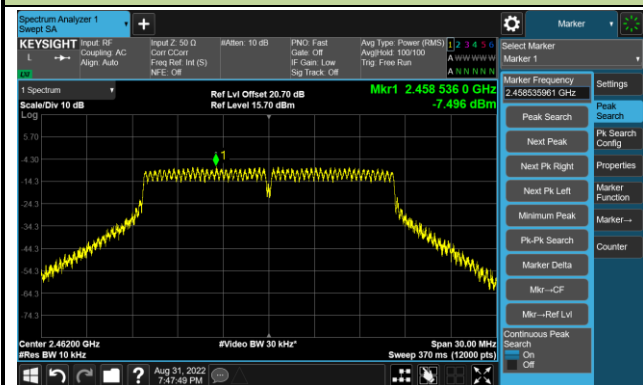 Spectrum Analyzer 1
Swept SA
+
Marker
KEYSIGHT
L
Input: RF
Coupling: AC
Align: Auto
Input Z: 50 Ω
Corr CCorr
Freq Ref: Int (S)
NFE: Off
#Atten: 10 dB
PNO: Fast
Gate: Off
IF Gain: Low
Sig Track: Off
Avg Type: Power (RMS)
Avg|Hold: 100/100
Trig: Free Run
1 2 3 4 5 6
A W W W W W
A N N N N N
Select Marker
Marker 1
1 Spectrum
Scale/Div 10 dB
Log
Ref Lvl Offset 20.70 dB
Ref Level 15.70 dBm
Mkr1 2.458 536 0 GHz
-7.496 dBm
1
5.70
-4.30
-14.3
-24.3
-34.3
-44.3
-54.3
-64.3
-74.3
Center 2.46200 GHz
#Res BW 10 kHz
#Video BW 30 kHz*
Span 30.00 MHz
Sweep 370 ms (12000 pts)
Marker Frequency
2.458535961 GHz
Peak Search
Next Peak
Next Pk Right
Next Pk Left
Minimum Peak
Pk-Pk Search
Marker Delta
Mkr→CF
Mkr→Ref Lvl
Continuous Peak
Search
On
Off
Settings
Peak
Search
Pk Search
Config
Properties
Marker
Function
Marker→
Counter
?
Aug 31, 2022
7:47:49 PM